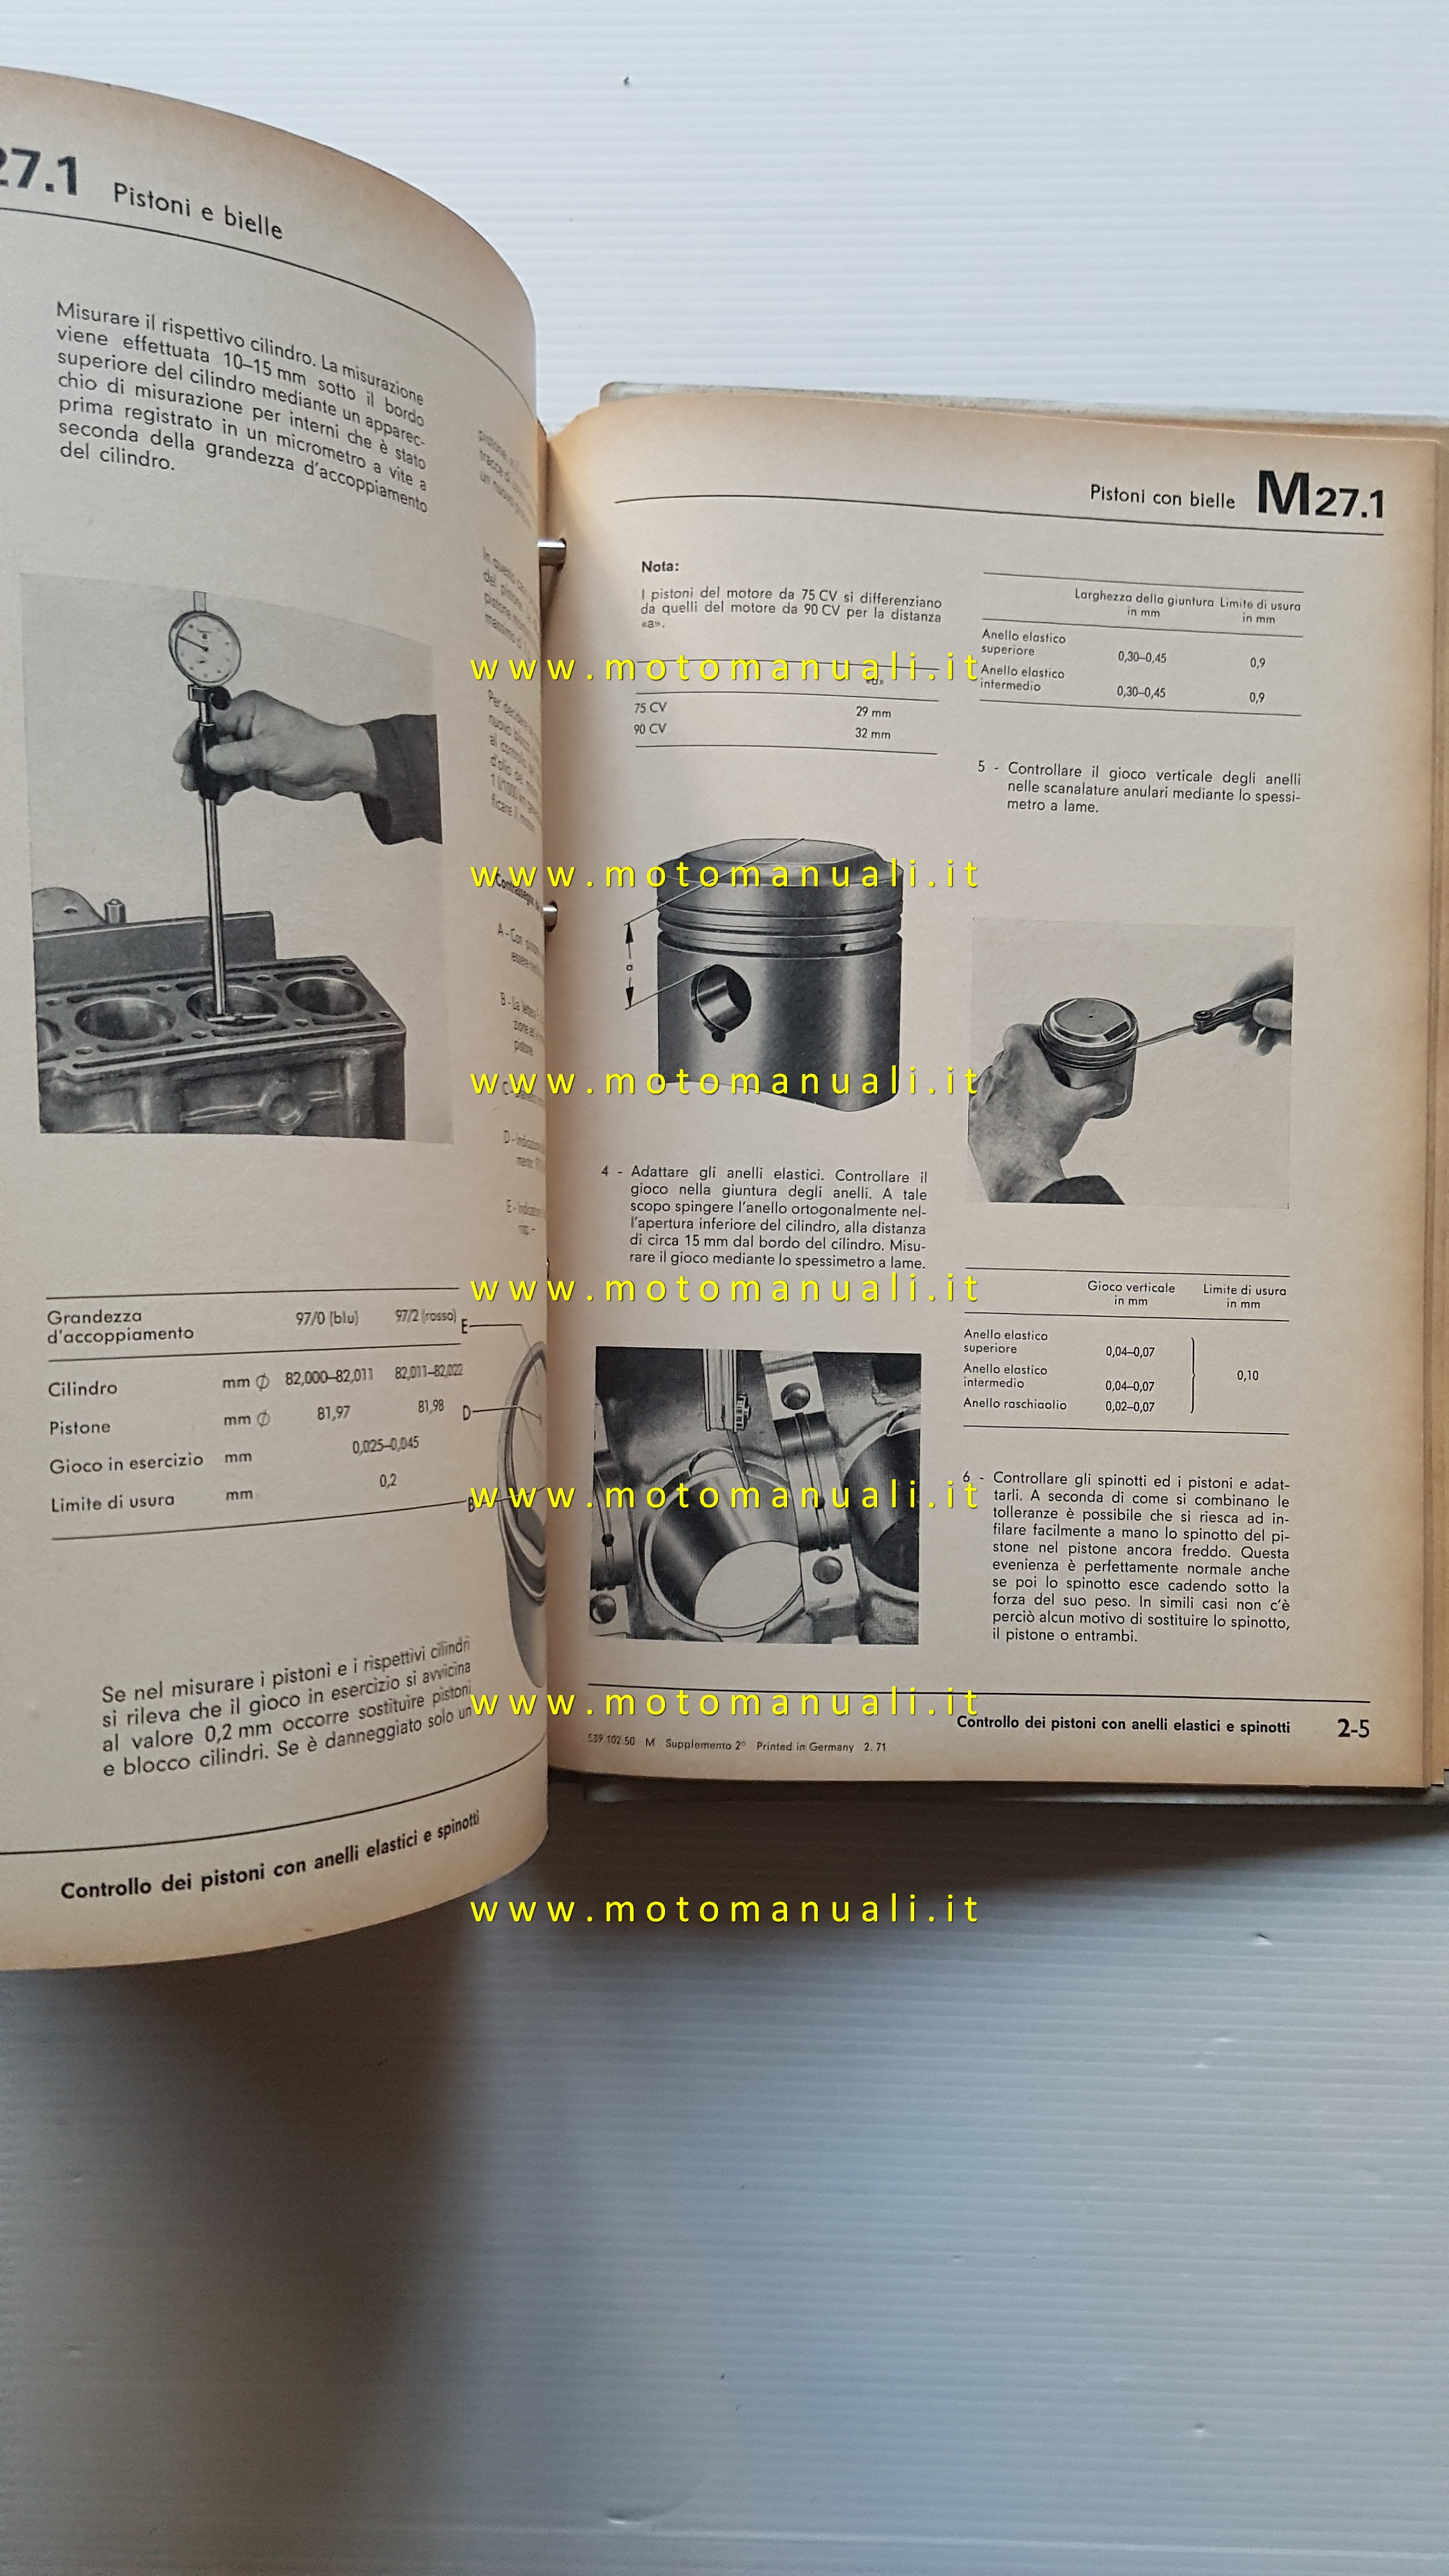 27.1 Pistoni e bielle
Misurare il rispettivo cilindro. La misurazione
viene effettuata 10–15 mm sotto il bordo
superiore del cilindro mediante un apparec-
chio di misurazione per interni che è stato
prima registrato in un micrometro a vite a
seconda della grandezza d'accoppiamento
del cilindro.
Grandezza
d'accoppiamento 97/0 (blu) 97/2 (rosso)
Cilindro mm ∅ 82,000–82,011 82,011–82,022
Pistone mm ∅ 81,97 81,98
Gioco in esercizio mm 0,025–0,045
Limite di usura mm 0,2
E
D
B
Se nel misurare i pistoni e i rispettivi cilindri
si rileva che il gioco in esercizio si avvicina
al valore 0,2 mm occorre sostituire pistoni
e blocco cilindri. Se è danneggiato solo un
Controllo dei pistoni con anelli elastici e spinotti
Pistoni con bielle M27.1
Nota:
I pistoni del motore da 75 CV si differenziano
da quelli del motore da 90 CV per la distanza
«a».
«a»
75 CV 29 mm
90 CV 32 mm
a
4 - Adattare gli anelli elastici. Controllare il
gioco nella giuntura degli anelli. A tale
scopo spingere l'anello ortogonalmente nel-
l'apertura inferiore del cilindro, alla distanza
di circa 15 mm dal bordo del cilindro. Misu-
rare il gioco mediante lo spessimetro a lame.
Larghezza della giuntura Limite di usura
in mm in mm
Anello elastico
superiore 0,30–0,45 0,9
Anello elastico
intermedio 0,30–0,45 0,9
5 - Controllare il gioco verticale degli anelli
nelle scanalature anulari mediante lo spessi-
metro a lame.
Gioco verticale Limite di usura
in mm in mm
Anello elastico
superiore 0,04–0,07
Anello elastico
intermedio 0,04–0,07
0,10
Anello raschiaolio 0,02–0,07
6 - Controllare gli spinotti ed i pistoni e adat-
tarli. A seconda di come si combinano le
tolleranze è possibile che si riesca ad in-
filare facilmente a mano lo spinotto del pi-
stone nel pistone ancora freddo. Questa
evenienza è perfettamente normale anche
se poi lo spinotto esce cadendo sotto la
forza del suo peso. In simili casi non c'è
perciò alcun motivo di sostituire lo spinotto,
il pistone o entrambi.
Controllo dei pistoni con anelli elastici e spinotti 2-5
539.102.50 M Supplemento 2° Printed in Germany 2. 71
www.motomanuali.it
www.motomanuali.it
www.motomanuali.it
www.motomanuali.it
www.motomanuali.it
www.motomanuali.it
www.motomanuali.it